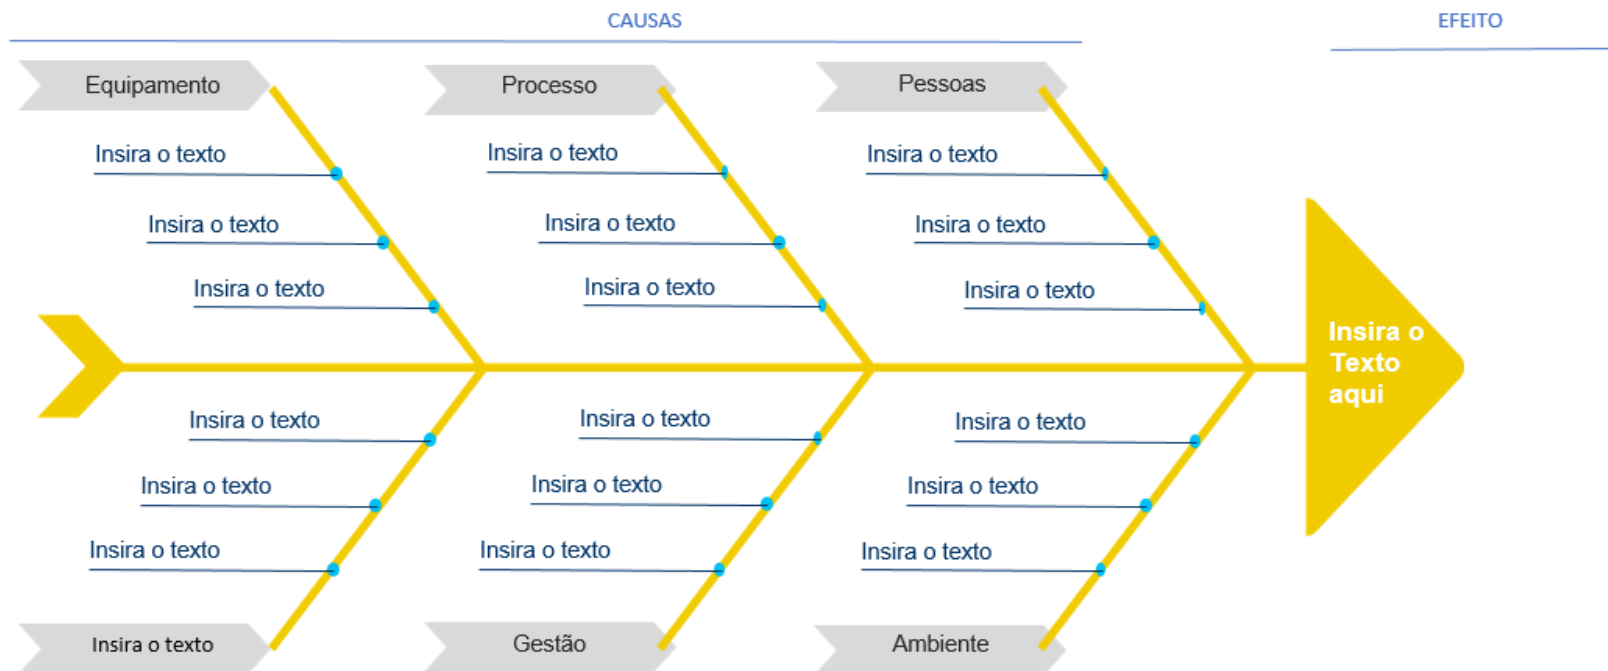 CAUSAS
EFEITO
Equipamento
Processo
Pessoas
Insira o texto
Insira o texto
Insira o texto
Insira o texto
Insira o texto
Insira o texto
Insira o texto
Insira o texto
Insira o texto
Insira o
Texto
aqui
Insira o texto
Insira o texto
Insira o texto
Insira o texto
Insira o texto
Insira o texto
Insira o texto
Insira o texto
Insira o texto
Insira o texto
Gestão
Ambiente